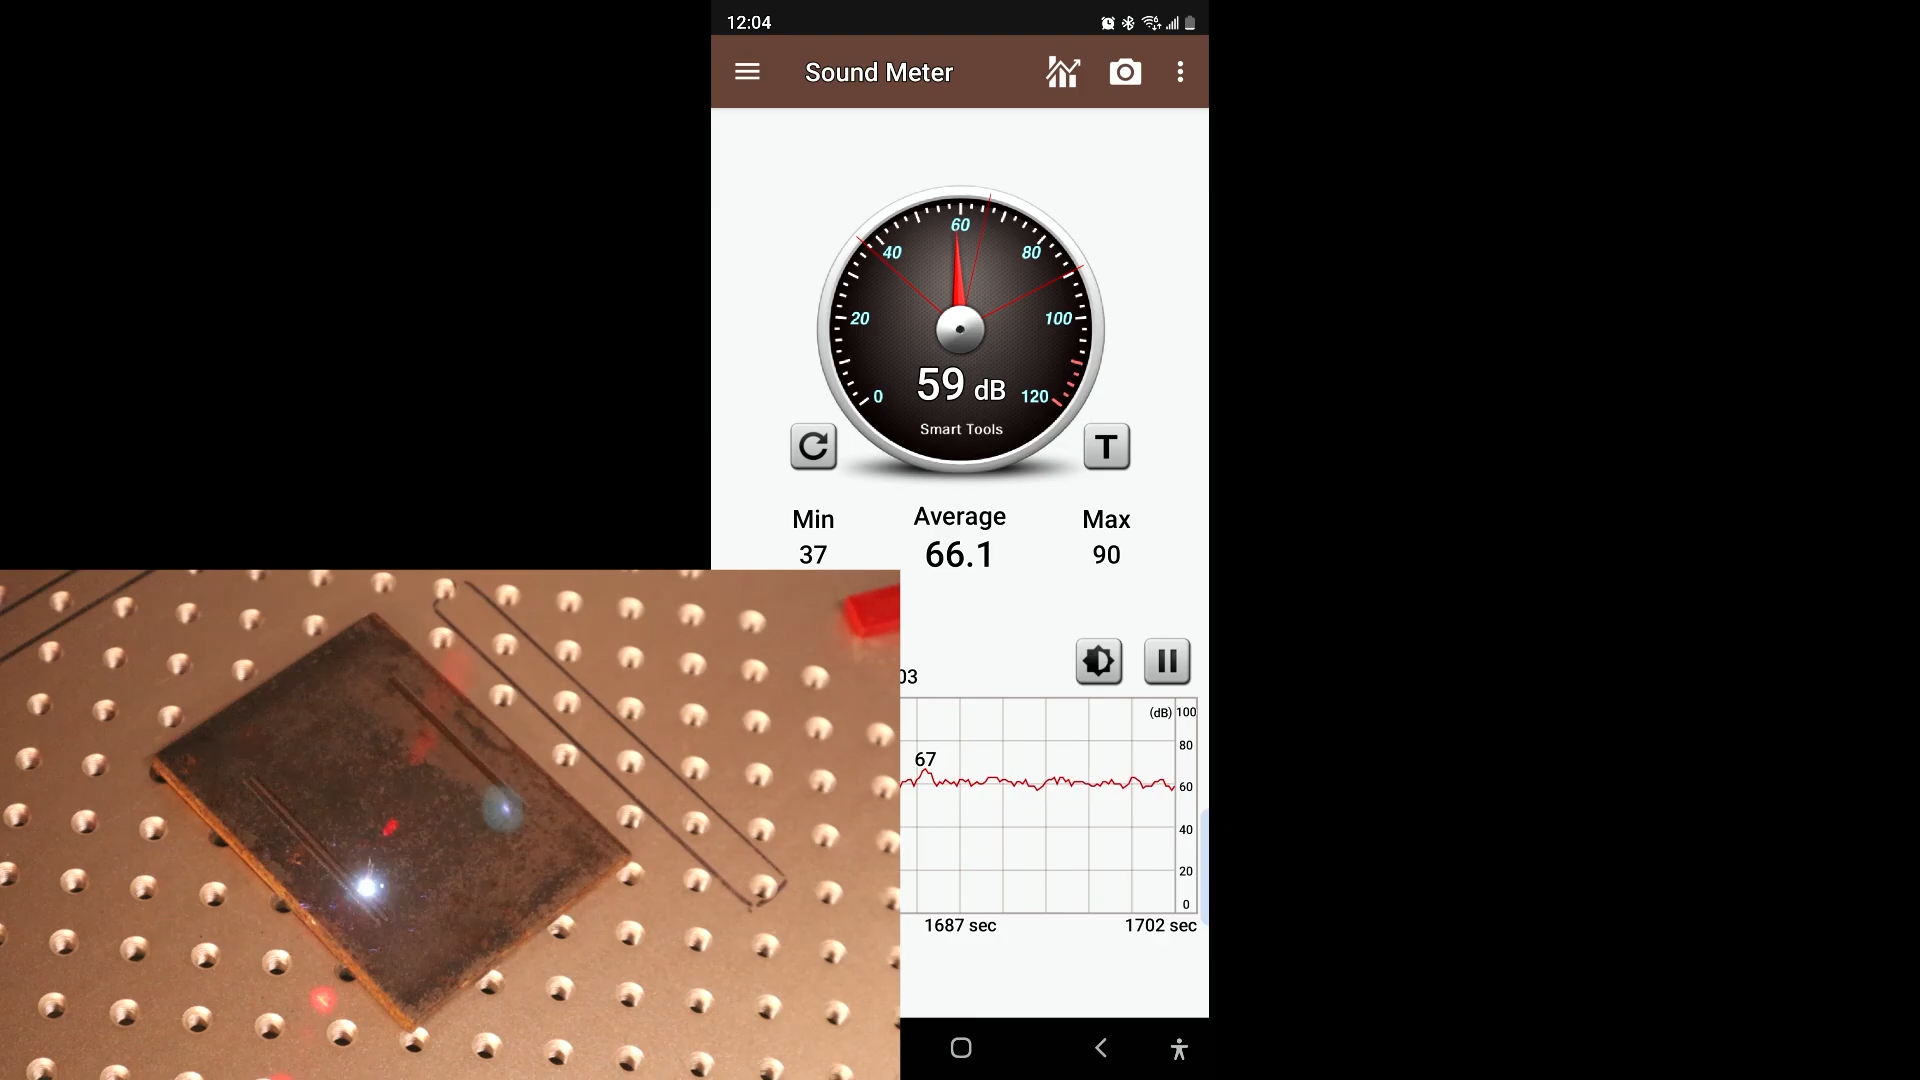 12:04
Sound Meter
60
40
80
20
100
0
120
59 dB
Smart Tools
T
Min
Average
Max
37
66.1
90
03
(dB) 100
67
80
60
40
20
0
1687 sec
1702 sec